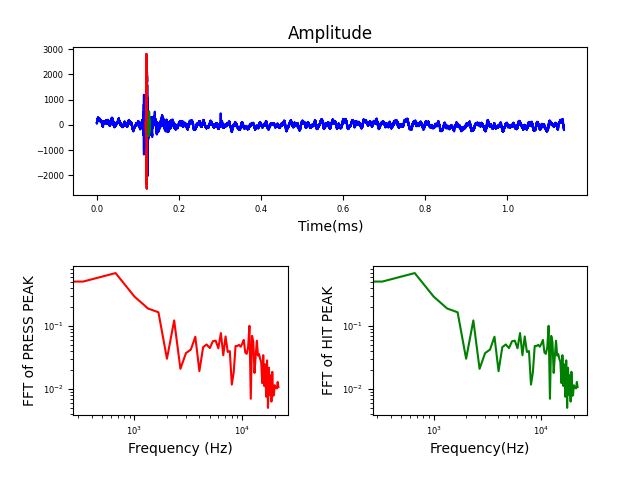 Amplitude
3000
2000
1000
0
−1000
−2000
0.0 0.2 0.4 0.6 0.8 1.0
Time(ms)
FFT of PRESS PEAK
10⁻¹
10⁻²
10³ 10⁴
Frequency (Hz)
FFT of HIT PEAK
10⁻¹
10⁻²
10³ 10⁴
Frequency(Hz)